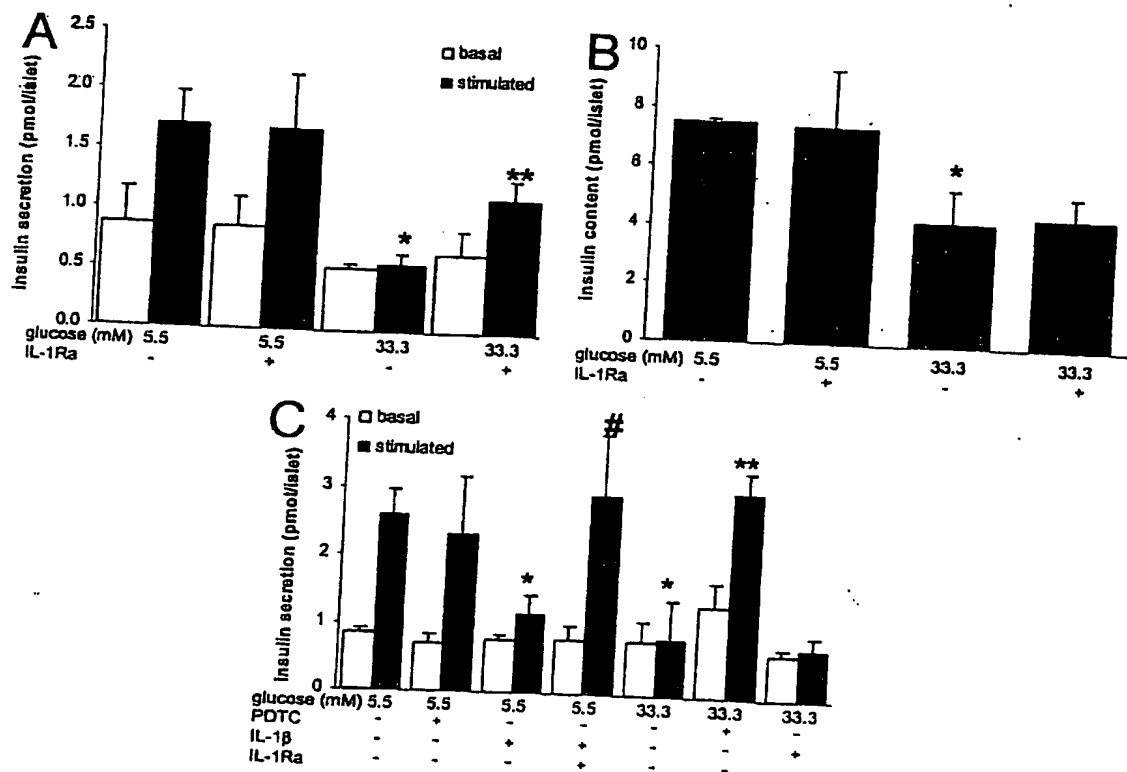 A
Insulin secretion (pmol/islet)
2.5
2.0
1.5
1.0
0.5
0.0
basal
stimulated
*
**
glucose (mM) 5.5 5.5 33.3 33.3
IL-1Ra - + - +
B
Insulin content (pmol/islet)
10
8
6
4
2
0
*
glucose (mM) 5.5 5.5 33.3 33.3
IL-1Ra - + - +
C
Insulin secretion (pmol/islet)
4
3
2
1
0
basal
stimulated
*
#
*
**
glucose (mM) 5.5 5.5 5.5 5.5 33.3 33.3 33.3
PDTC - + - - - + -
IL-1β - - + + - - -
IL-1Ra - - - + - - +